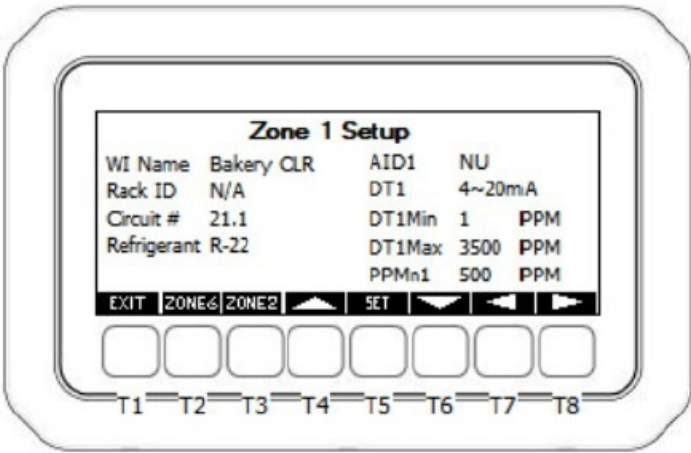 Zone 1 Setup
WI Name Bakery CLR AID1 NU
Rack ID N/A DT1 4~20mA
Circuit # 21.1 DT1Min 1 PPM
Refrigerant R-22 DT1Max 3500 PPM
PPMn1 500 PPM
EXIT ZONE6 ZONE2 SET
T1 T2 T3 T4 T5 T6 T7 T8